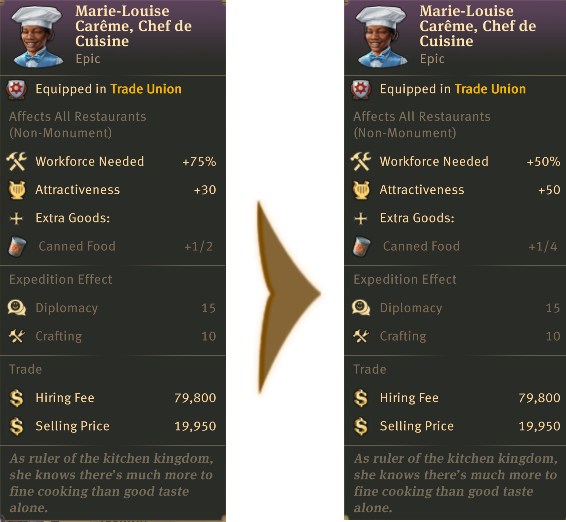 Marie-Louise
Carême, Chef de
Cuisine
Epic
Equipped in Trade Union
Affects All Restaurants
(Non-Monument)
Workforce Needed +75%
Attractiveness +30
Extra Goods:
Canned Food +1/2
Expedition Effect
Diplomacy 15
Crafting 10
Trade
Hiring Fee 79,800
Selling Price 19,950
As ruler of the kitchen kingdom,
she knows there's much more to
fine cooking than good taste
alone.
Marie-Louise
Carême, Chef de
Cuisine
Epic
Equipped in Trade Union
Affects All Restaurants
(Non-Monument)
Workforce Needed +50%
Attractiveness +50
Extra Goods:
Canned Food +1/4
Expedition Effect
Diplomacy 15
Crafting 10
Trade
Hiring Fee 79,800
Selling Price 19,950
As ruler of the kitchen kingdom,
she knows there's much more to
fine cooking than good taste
alone.